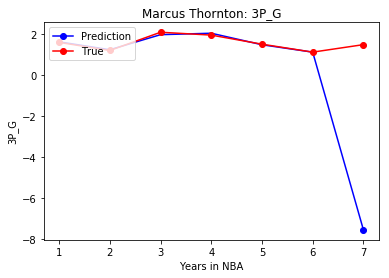 Marcus Thornton: 3P_G
Prediction
True
2
0
−2
−4
−6
−8
3P_G
1 2 3 4 5 6 7
Years in NBA